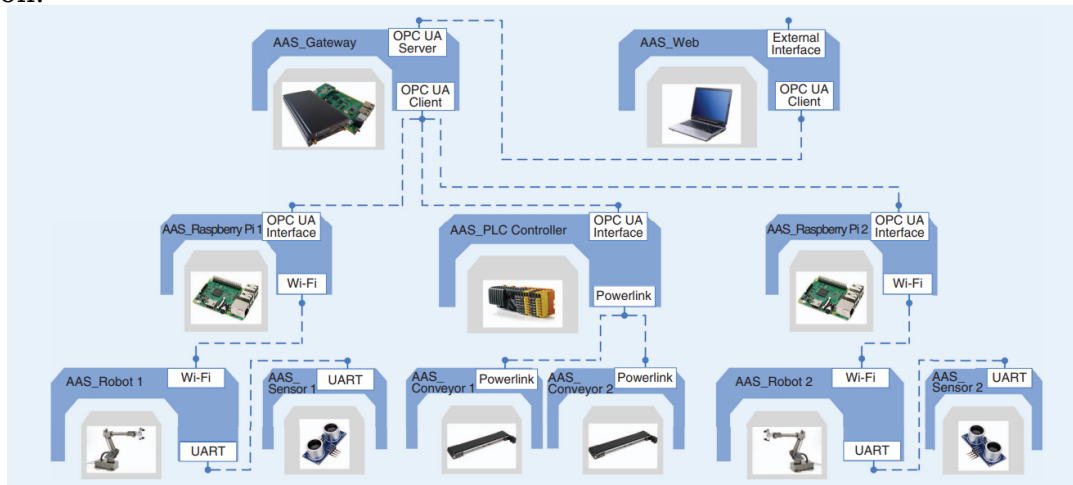 on.
AAS_Gateway
OPC UA
Server
OPC UA
Client
AAS_Web
External
Interface
OPC UA
Client
AAS_Raspberry Pi 1
OPC UA
Interface
Wi-Fi
AAS_PLC Controller
OPC UA
Interface
Powerlink
AAS_Raspberry Pi 2
OPC UA
Interface
Wi-Fi
AAS_Robot 1
Wi-Fi
UART
AAS_
Sensor 1
UART
AAS_
Conveyor 1
Powerlink
AAS_
Conveyor 2
Powerlink
AAS_Robot 2
Wi-Fi
UART
AAS_
Sensor 2
UART